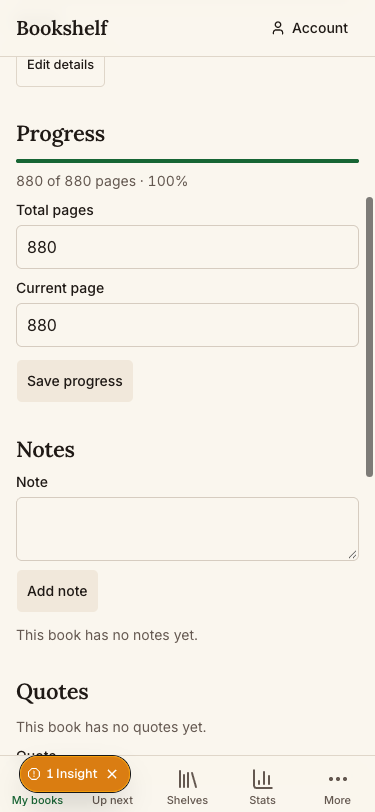 Bookshelf
Account
Edit details
Progress
880 of 880 pages · 100%
Total pages
880
Current page
880
Save progress
Notes
Note
Add note
This book has no notes yet.
Quotes
This book has no quotes yet.
Quote
1 Insight
My books
Up next
Shelves
Stats
More